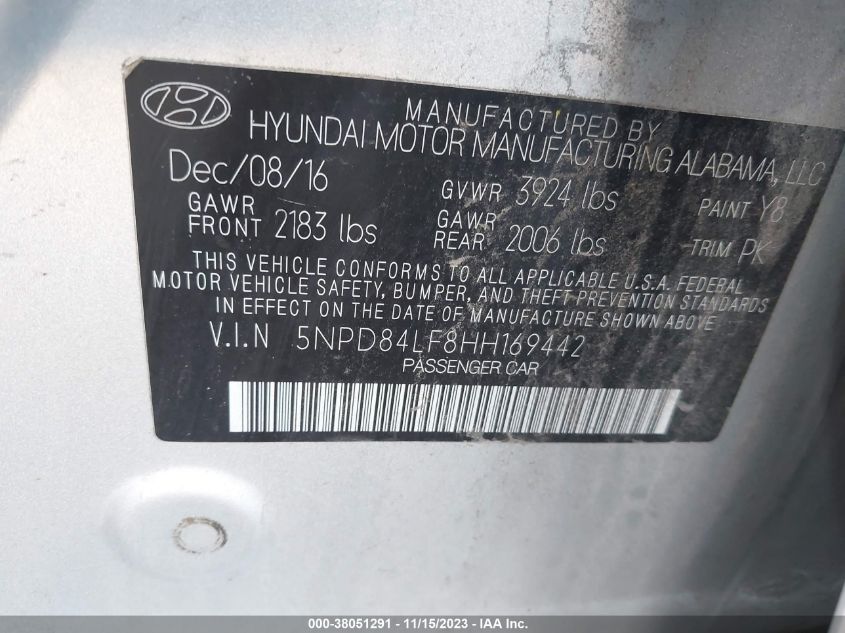 MANUFACTURED BY
HYUNDAI MOTOR MANUFACTURING ALABAMA, LLC
Dec/08/16 GVWR 3924 lbs PAINT Y8
GAWR FRONT 2183 lbs GAWR REAR 2006 lbs TRIM PK
THIS VEHICLE CONFORMS TO ALL APPLICABLE U.S.A. FEDERAL
MOTOR VEHICLE SAFETY, BUMPER, AND THEFT PREVENTION STANDARDS
IN EFFECT ON THE DATE OF MANUFACTURE SHOWN ABOVE
V.I.N 5NPD84LF8HH169442
PASSENGER CAR
000-38051291 - 11/15/2023 - IAA Inc.